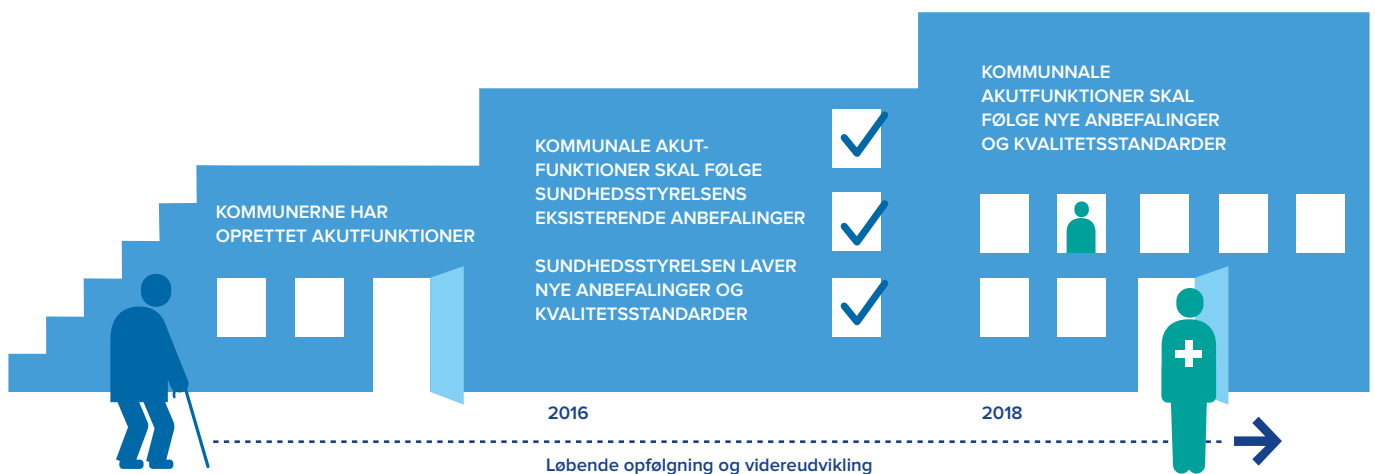 KOMMUNERNE HAR
OPRETTET AKUTFUNKTIONER
KOMMUNALE AKUT-
FUNKTIONER SKAL FØLGE
SUNDHEDSSTYRELSENS
EKSISTERENDE ANBEFALINGER
SUNDHEDSSTYRELSEN LAVER
NYE ANBEFALINGER OG
KVALITETSSTANDARDER
KOMMUNNALE
AKUTFUNKTIONER SKAL
FØLGE NYE ANBEFALINGER
OG KVALITETSSTANDARDER
2016
2018
Løbende opfølgning og videreudvikling